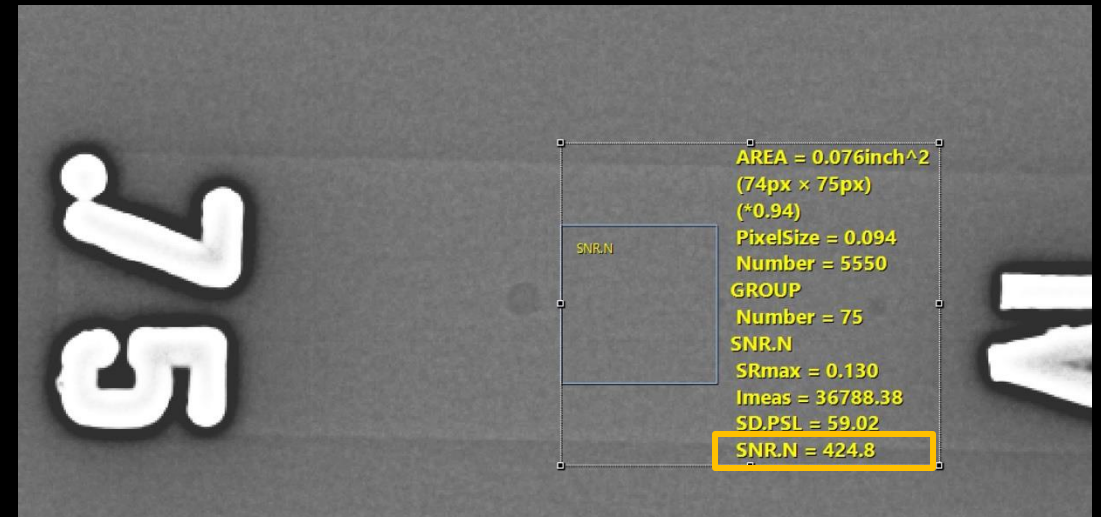 75
SNR.N
AREA = 0.076inch^2
(74px × 75px)
(*0.94)
PixelSize = 0.094
Number = 5550
GROUP
Number = 75
SNR.N
SRmax = 0.130
Imeas = 36788.38
SD.PSL = 59.02
SNR.N = 424.8